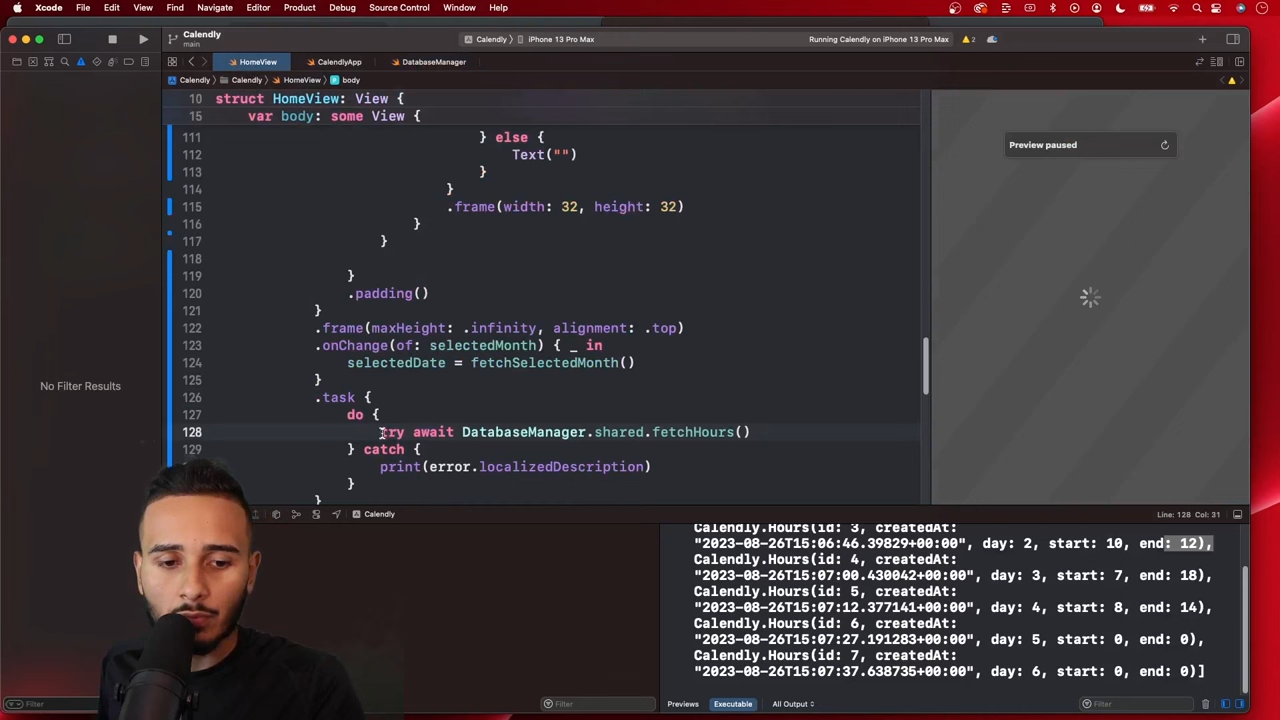 Xcode File Edit View Find Navigate Editor Product Debug Source Control Window Help
Calendly
main
Calendly 〉 iPhone 13 Pro Max
Running Calendly on iPhone 13 Pro Max
2
HomeView
CalendlyApp
DatabaseManager
Calendly 〉 Calendly 〉 HomeView 〉 body
10 struct HomeView: View {
15 var body: some View {
111 } else {
112 Text("")
113 }
114 }
115 .frame(width: 32, height: 32)
116 }
117 }
118
119 }
120 .padding()
121 }
122 .frame(maxHeight: .infinity, alignment: .top)
123 .onChange(of: selectedMonth) { _ in
124 selectedDate = fetchSelectedMonth()
125 }
126 .task {
127 do {
128 try await DatabaseManager.shared.fetchHours()
129 } catch {
print(error.localizedDescription)
}
}
No Filter Results
Preview paused
Calendly
Line: 128 Col: 31
Calendly.Hours(id: 3, createdAt:
"2023-08-26T15:06:46.39829+00:00", day: 2, start: 10, end: 12),
Calendly.Hours(id: 4, createdAt:
"2023-08-26T15:07:00.430042+00:00", day: 3, start: 7, end: 18),
Calendly.Hours(id: 5, createdAt:
"2023-08-26T15:07:12.377141+00:00", day: 4, start: 8, end: 14),
Calendly.Hours(id: 6, createdAt:
"2023-08-26T15:07:27.191283+00:00", day: 5, start: 0, end: 0),
Calendly.Hours(id: 7, createdAt:
"2023-08-26T15:07:37.638735+00:00", day: 6, start: 0, end: 0)]
Filter
Filter
Previews Executable All Output
Filter